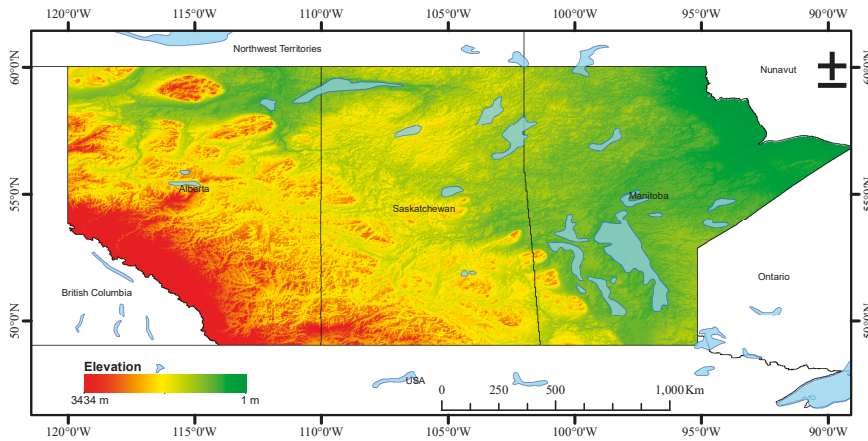 120°0'W 115°0'W 110°0'W 105°0'W 100°0'W 95°0'W 90°0'W
Northwest Territories
Nunavut
60°0'N 60°0'N
Alberta
Saskatchewan
Manitoba
55°0'N 55°0'N
British Columbia
Ontario
50°0'N 50°0'N
Elevation
3434 m 1 m
USA
0 250 500 1,000 Km
120°0'W 115°0'W 110°0'W 105°0'W 100°0'W 95°0'W 90°0'W